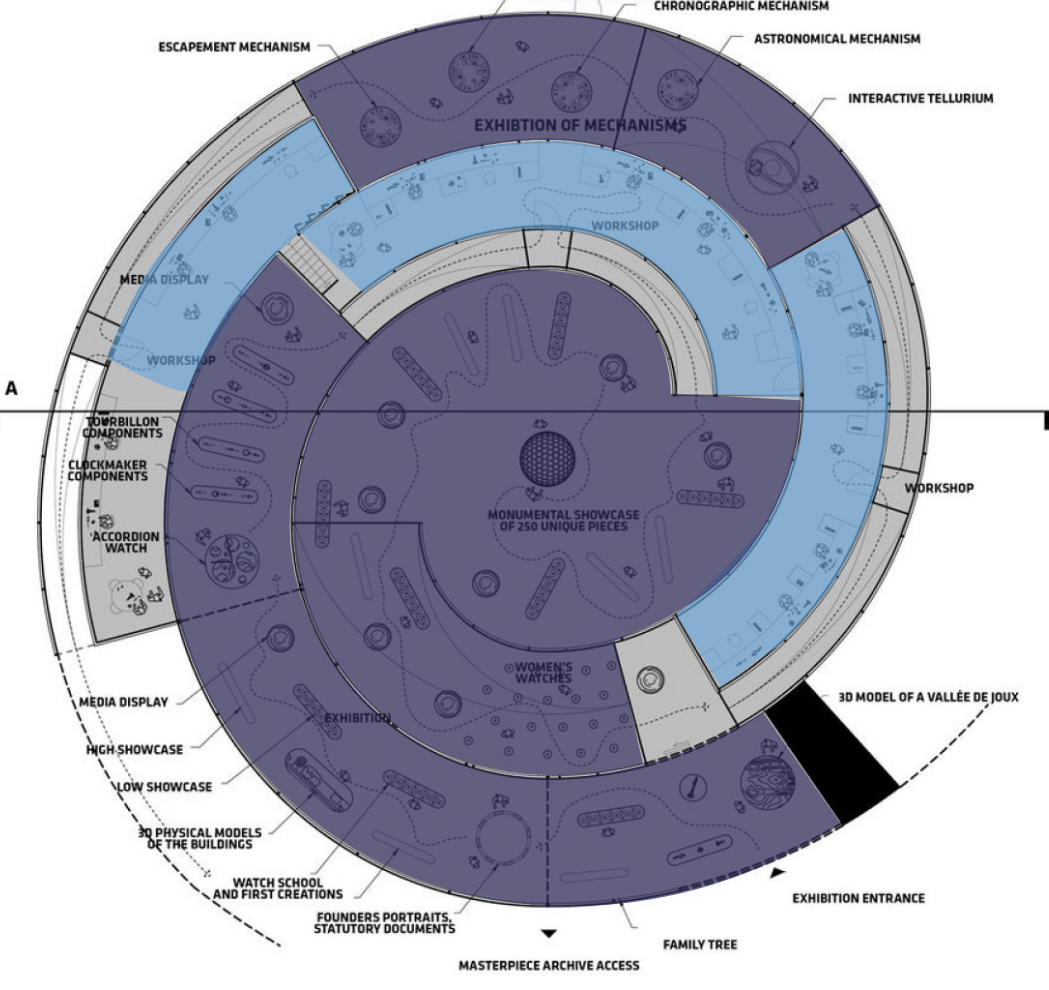 CHRONOGRAPHIC MECHANISM
ESCAPEMENT MECHANISM
ASTRONOMICAL MECHANISM
INTERACTIVE TELLURIUM
EXHIBTION OF MECHANISMS
WORKSHOP
MEDIA DISPLAY
WORKSHOP
A
TOURBILLON
COMPONENTS
CLOCKMAKER
COMPONENTS
WORKSHOP
MONUMENTAL SHOWCASE
OF 250 UNIQUE PIECES
ACCORDION
WATCH
WOMEN'S
WATCHES
3D MODEL OF A VALLÉE DE JOUX
MEDIA DISPLAY
EXHIBITION
HIGH SHOWCASE
LOW SHOWCASE
3D PHYSICAL MODELS
OF THE BUILDINGS
WATCH SCHOOL
AND FIRST CREATIONS
EXHIBITION ENTRANCE
FOUNDERS PORTRAITS,
STATUTORY DOCUMENTS
FAMILY TREE
MASTERPIECE ARCHIVE ACCESS